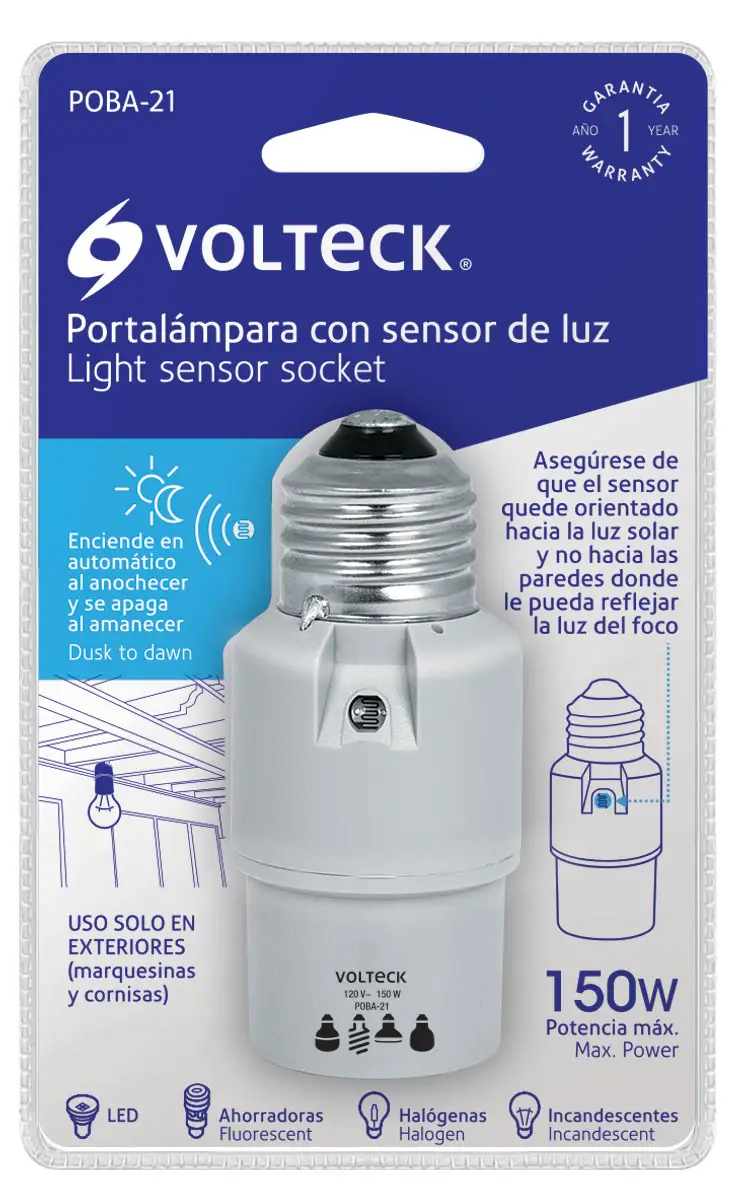 POBA-21
GARANTIA
AÑO 1 YEAR
WARRANTY
VOLTECK®
Portalámpara con sensor de luz
Light sensor socket
Enciende en
automático
al anochecer
y se apaga
al amanecer
Dusk to dawn
Asegúrese de
que el sensor
quede orientado
hacia la luz solar
y no hacia las
paredes donde
le pueda reflejar
la luz del foco
USO SOLO EN
EXTERIORES
(marquesinas
y cornisas)
VOLTECK
120 V~ 150 W
POBA-21
150W
Potencia máx.
Max. Power
LED
Ahorradoras
Fluorescent
Halógenas
Halogen
Incandescentes
Incandescent